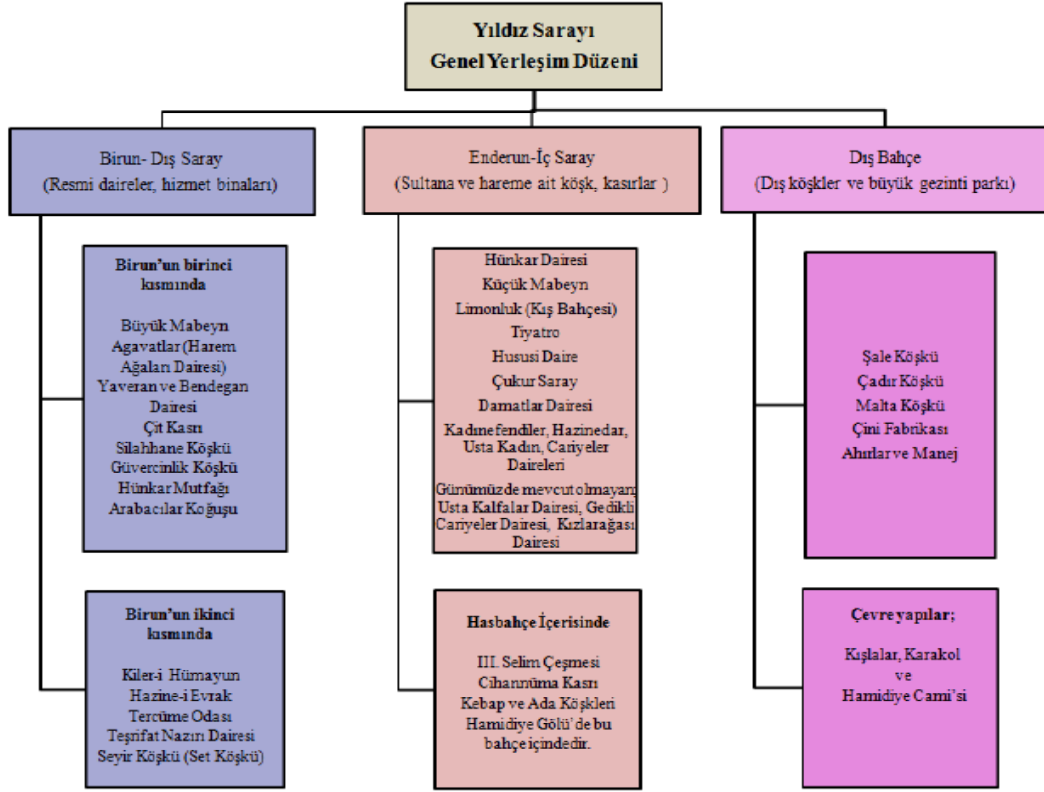 Yıldız Sarayı
Genel Yerleşim Düzeni
Birun- Dış Saray
(Resmi daireler, hizmet binaları)
Enderun-İç Saray
(Sultana ve hareme ait köşk, kasırlar )
Dış Bahçe
(Dış köşkler ve büyük gezinti parkı)
Birun’un birinci
kısmında
Büyük Mabeyn
Agavatlar (Harem
Ağaları Dairesi)
Yaveran ve Bendegan
Dairesi
Çit Kasrı
Silahhane Köşkü
Güvercinlik Köşkü
Hünkar Mutfağı
Arabacılar Koğuşu
Hünkar Dairesi
Küçük Mabeyn
Limonluk (Kış Bahçesi)
Tiyatro
Hususi Daire
Çukur Saray
Damatlar Dairesi
Kadınefendiler, Hazinedar,
Usta Kadın, Cariyeler
Daireleri
Günümüzde mevcut olmayan;
Usta Kalfalar Dairesi, Gedikli
Cariyeler Dairesi, Kızlarağası
Dairesi
Şale Köşkü
Çadır Köşkü
Malta Köşkü
Çini Fabrikası
Ahırlar ve Manej
Birun’un ikinci
kısmında
Kiler-i Hümayun
Hazine-i Evrak
Tercüme Odası
Teşrifat Nazırı Dairesi
Seyir Köşkü (Set Köşkü)
Hasbahçe İçerisinde
III. Selim Çeşmesi
Cihannüma Kasrı
Kebap ve Ada Köşkleri
Hamidiye Gölü’de bu
bahçe içindedir.
Çevre yapılar;
Kışlalar, Karakol
ve
Hamidiye Cami’si